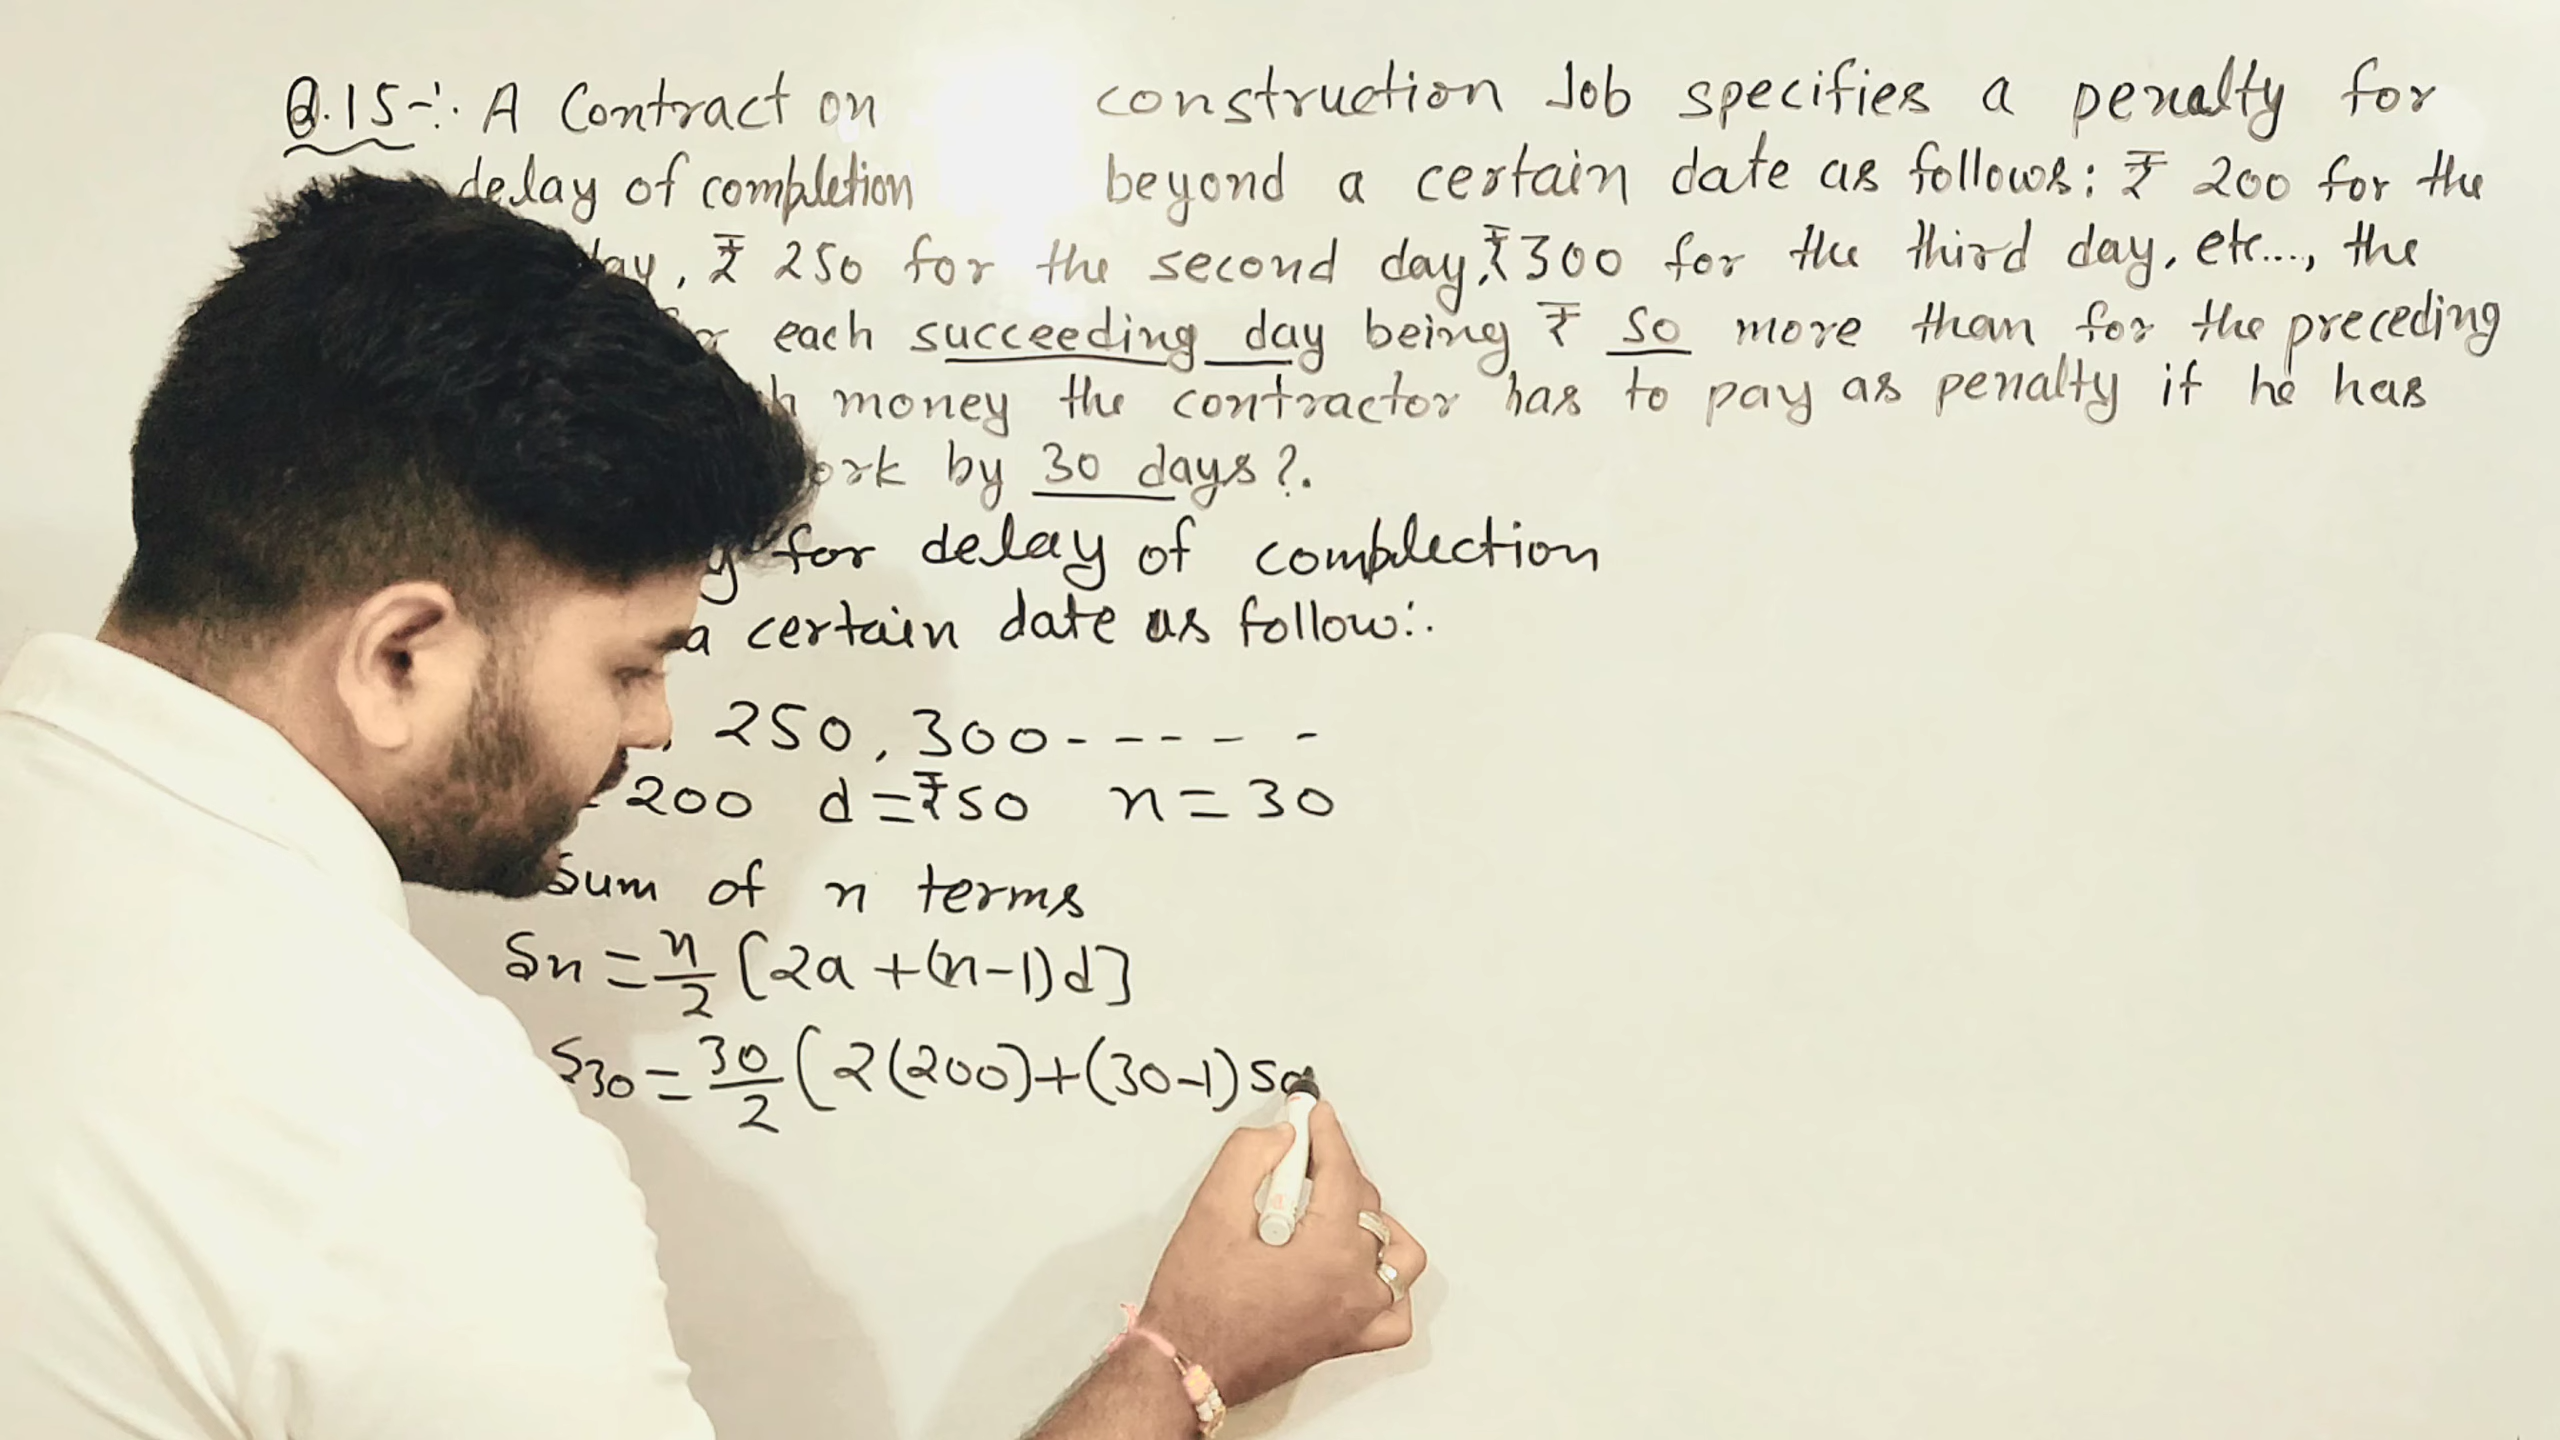 Q.15-: A Contract on construction Job specifies a penalty for
delay of completion beyond a certain date as follows: ₹ 200 for the
, ₹ 250 for the second day, ₹300 for the third day, etc..., the
each succeeding day being ₹ 50 more than for the preceding
money the contractor has to pay as penalty if he has
by 30 days?.
for delay of complection
a certain date as follow:.
250, 300- - - - - -
200 d=₹50 n=30
Sum of n terms
Sn = n/2 [2a +(n-1)d]
S30 = 30/2 (2(200)+(30-1)50